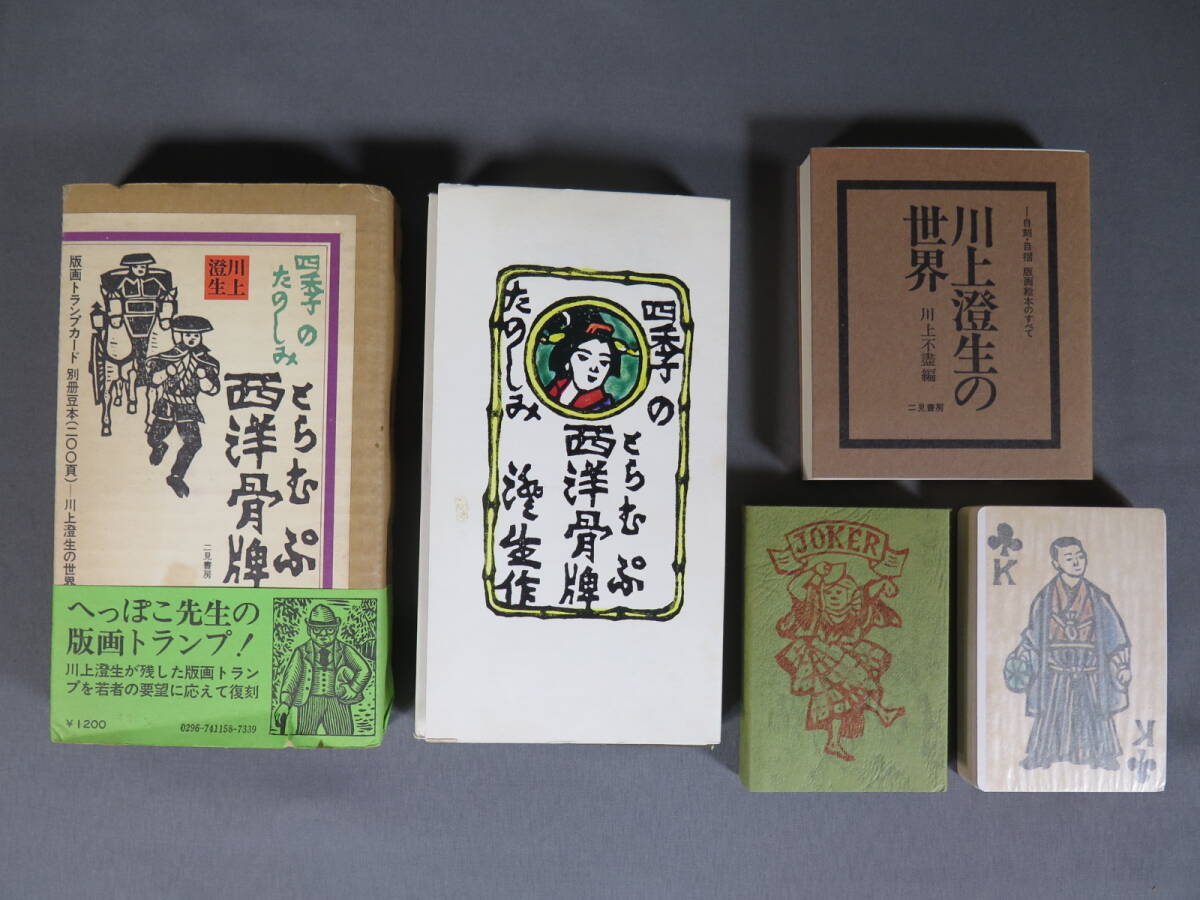 四季の
たのしみ
川上
澄生
とらむぷ
西洋骨牌
二見書房
版画トランプカード 別冊豆本(二〇〇頁)―川上澄生の世界
へっぽこ先生の
版画トランプ!
川上澄生が残した版画トラン
プを若者の要望に応えて復刻
¥1200
0296-741158-7339
四季の
たのしみ
とらむぷ
西洋骨牌
澄生作
―自刻・自摺 版画絵本のすべて
川上澄生の
世界
川上不盡編
二見書房
JOKER
K
K